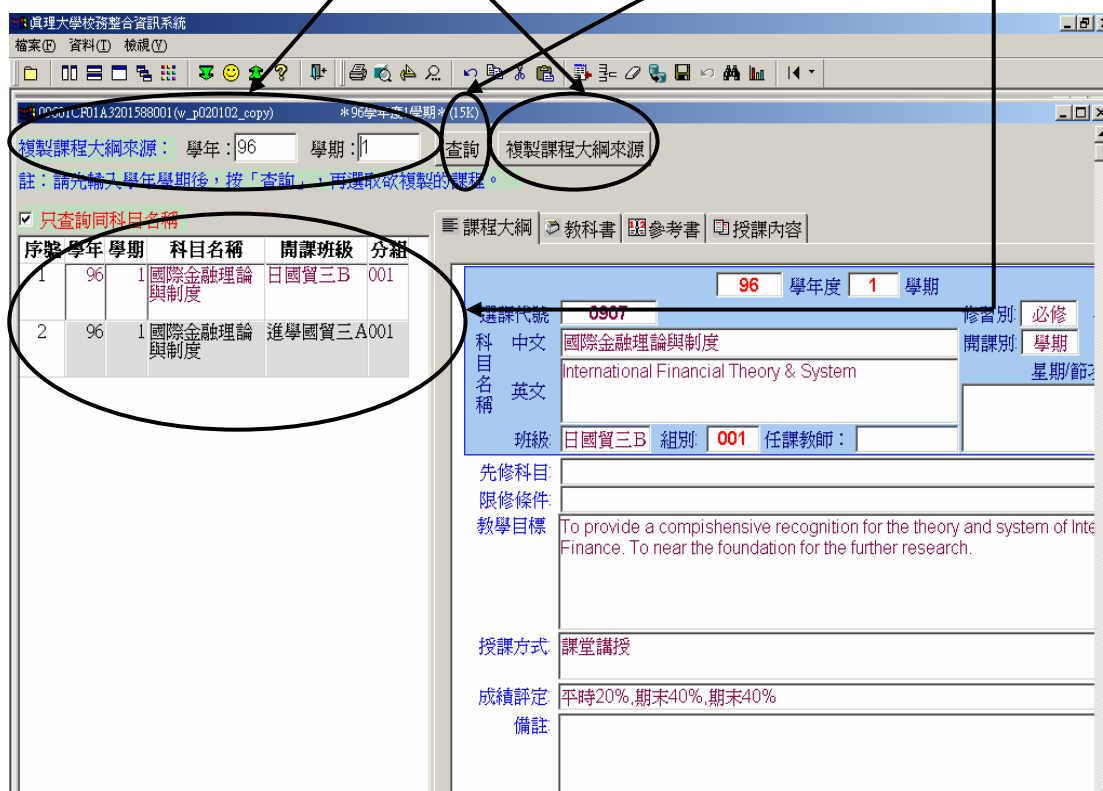 真理大學校務整合資訊系統
檔案(F) 資料(I) 檢視(V)
(w_p020102_copy) *96學年度1學期* (15K)
複製課程大綱來源： 學年：96 學期：1 查詢 複製課程大綱來源
註：請先輸入學年學期後，按「查詢」，再選取欲複製的課程。
只查詢同科目名稱
課程大綱 教科書 參考書 授課內容
序號 學年 學期 科目名稱 開課班級 分組
1 96 1 國際金融理論與制度 日國貿三B 001
2 96 1 國際金融理論與制度 進學國貿三A 001
96 學年度 1 學期
選課代號 0907 修習別: 必修
科目名稱 中文 國際金融理論與制度 開課別: 學期
英文 International Financial Theory & System 星期/節
班級: 日國貿三B 組別: 001 任課教師：
先修科目:
限修條件:
教學目標 To provide a compishensive recognition for the theory and system of Inte
Finance. To near the foundation for the further research.
授課方式: 課堂講授
成績評定: 平時20%,期末40%,期末40%
備註: